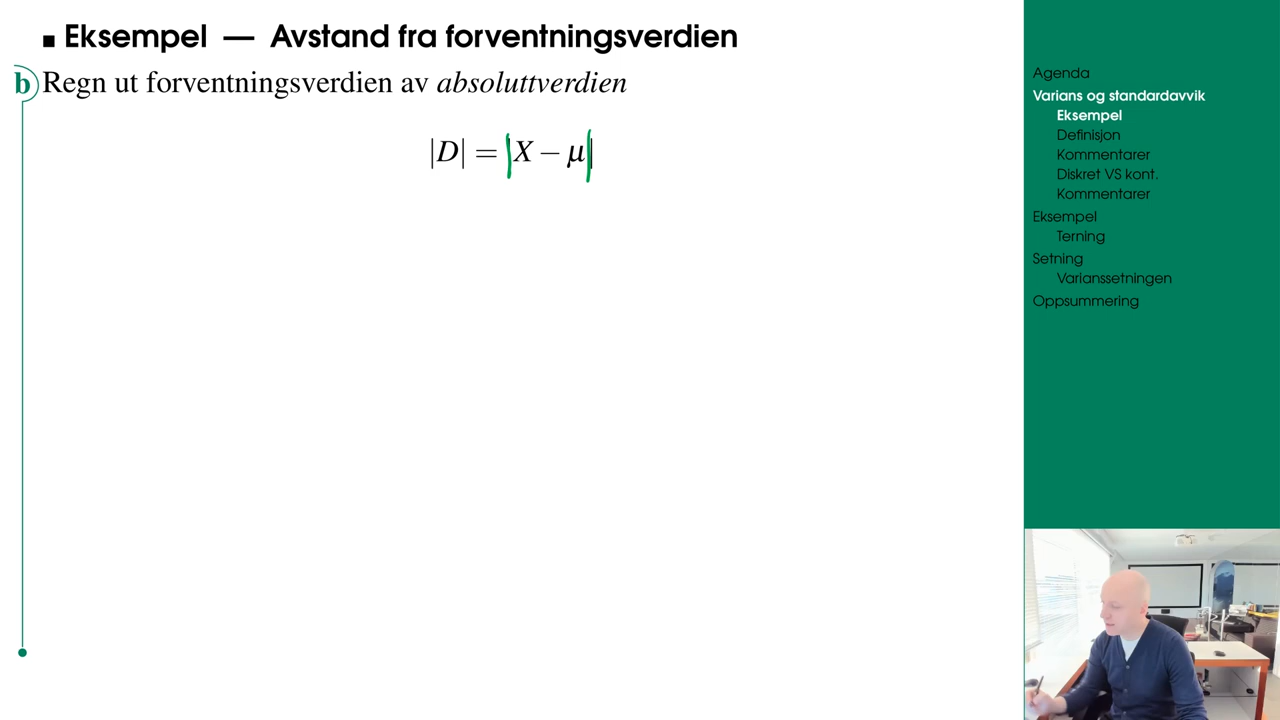 ▪ Eksempel — Avstand fra forventningsverdien
b Regn ut forventningsverdien av absoluttverdien
|D| = |X − μ|
Agenda
Varians og standardavvik
Eksempel
Definisjon
Kommentarer
Diskret VS kont.
Kommentarer
Eksempel
Terning
Setning
Varianssetningen
Oppsummering